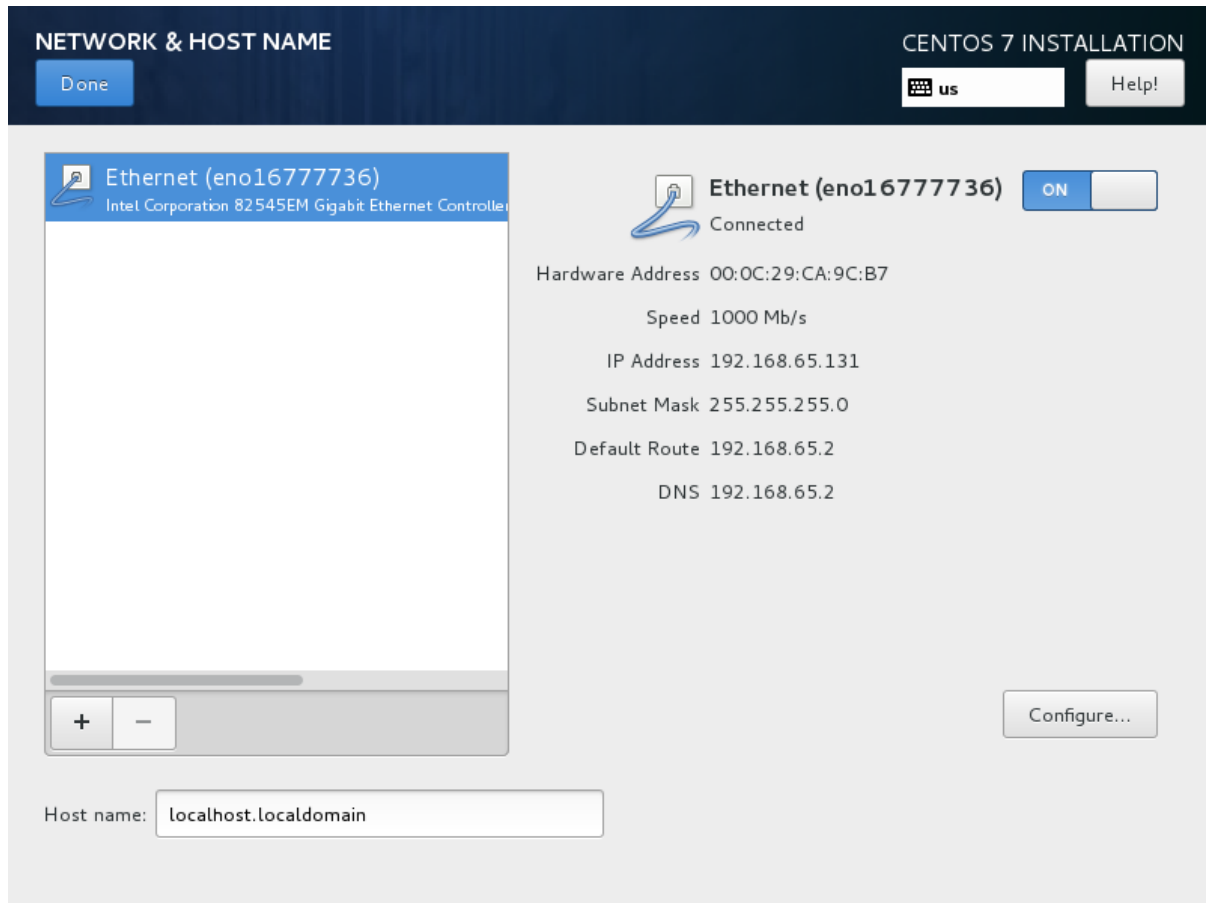 NETWORK & HOST NAME
CENTOS 7 INSTALLATION
Done
us
Help!
Ethernet (eno16777736)
Intel Corporation 82545EM Gigabit Ethernet Controller
Ethernet (eno16777736)
ON
Connected
Hardware Address 00:0C:29:CA:9C:B7
Speed 1000 Mb/s
IP Address 192.168.65.131
Subnet Mask 255.255.255.0
Default Route 192.168.65.2
DNS 192.168.65.2
+ −
Configure...
Host name: localhost.localdomain